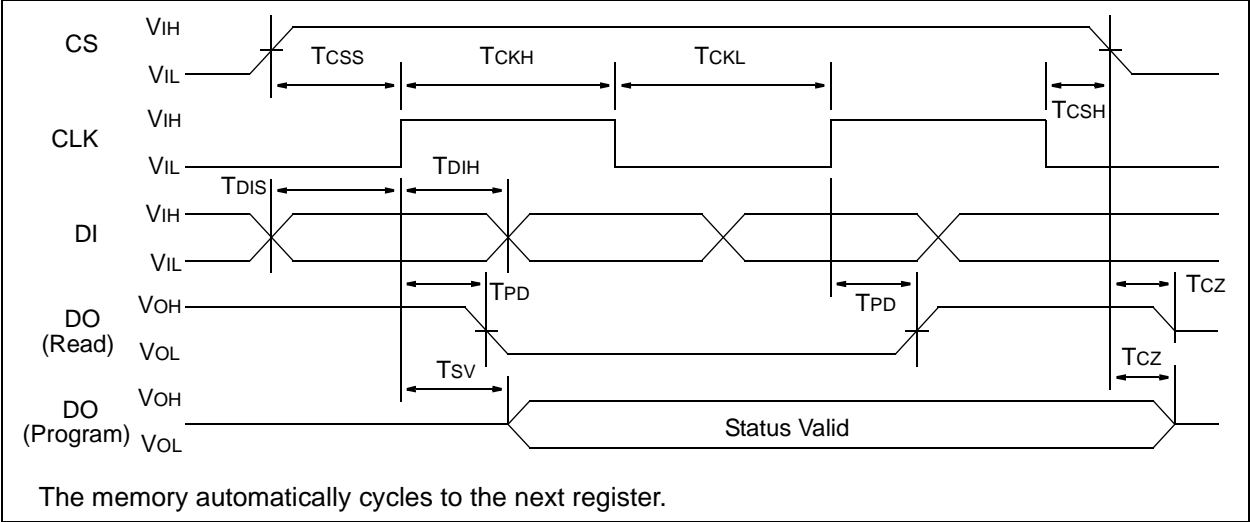 CS
VIH
VIL
TCSS
TCKH
TCKL
TCSH
CLK
VIH
VIL
TDIS
TDIH
DI
VIH
VIL
TPD
TPD
TCZ
DO
(Read)
VOH
VOL
TSV
TCZ
DO
(Program)
VOH
VOL
Status Valid
The memory automatically cycles to the next register.